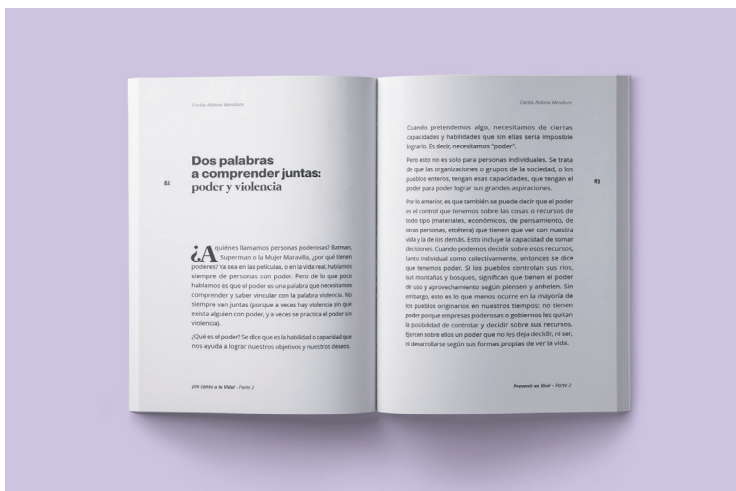 Carlos Aldana Mendoza
Dos palabras
a comprender juntas:
poder y violencia
82
¿A quiénes llamamos personas poderosas? Batman,
Superman o la Mujer Maravilla, ¿por qué tienen
poderes? Ya sea en las películas, o en la vida real, hablamos
siempre de personas con poder. Pero de lo que poco
hablamos es que el poder es una palabra que necesitamos
comprender y saber vincular con la palabra violencia. No
siempre van juntas (porque a veces hay violencia sin que
exista alguien con poder, y a veces se practica el poder sin
violencia).
¿Qué es el poder? Se dice que es la habilidad o capacidad que
nos ayuda a lograr nuestros objetivos y nuestros deseos.
¡Un canto a la Vida! - Parte 2
Carlos Aldana Mendoza
Cuando pretendemos algo, necesitamos de ciertas
capacidades y habilidades que sin ellas sería imposible
lograrlo. Es decir, necesitamos "poder".
Pero esto no es solo para personas individuales. Se trata
de que las organizaciones o grupos de la sociedad, o los
pueblos enteros, tengan esas capacidades, que tengan el
poder para poder lograr sus grandes aspiraciones.
83
Por lo anterior, es que también se puede decir que el poder
es el control que tenemos sobre las cosas o recursos de
todo tipo (materiales, económicos, de pensamiento, de
otras personas, etcétera) que tienen que ver con nuestra
vida y la de los demás. Esto incluye la capacidad de tomar
decisiones. Cuando podemos decidir sobre esos recursos,
tanto individual como colectivamente, entonces se dice
que tenemos poder. Si los pueblos controlan sus ríos,
sus montañas y bosques, significan que tienen el poder
de uso y aprovechamiento según piensen y anhelen. Sin
embargo, esto es lo que menos ocurre en la mayoría de
los pueblos originarios en nuestros tiempos: no tienen
poder porque empresas poderosas o gobiernos les quitan
la posibilidad de controlar y decidir sobre sus recursos.
Ejercen sobre ellos un poder que no les deja decidir, ni ser,
ni desarrollarse según sus formas propias de ver la vida.
Prevenir es Vivir - Parte 2